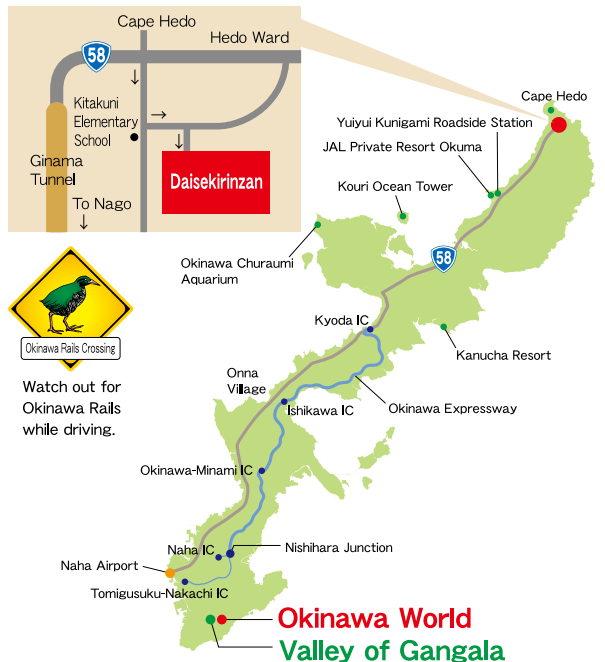 Cape Hedo
Hedo Ward
58
Kitakuni
Elementary
School
Daisekirinzan
Ginama
Tunnel
To Nago
Okinawa Rails Crossing
Watch out for
Okinawa Rails
while driving.
Cape Hedo
Yuiyui Kunigami Roadside Station
JAL Private Resort Okuma
Kouri Ocean Tower
58
Okinawa Churaumi
Aquarium
Kyoda IC
Kanucha Resort
Onna
Village
Ishikawa IC
Okinawa Expressway
Okinawa-Minami IC
Naha IC
Nishihara Junction
Naha Airport
Tomigusuku-Nakachi IC
Okinawa World
Valley of Gangala